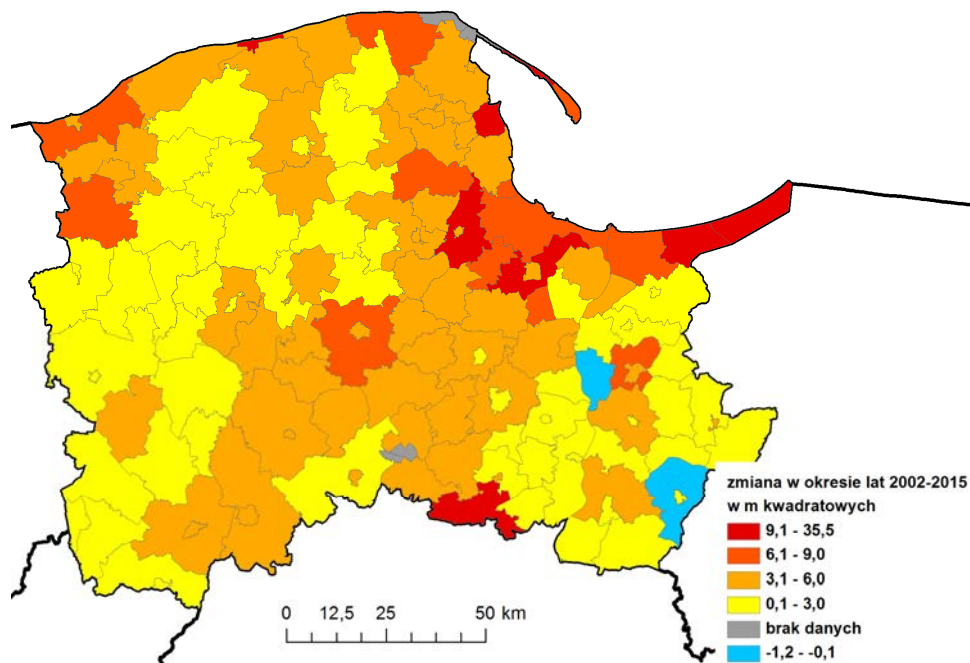 zmiana w okresie lat 2002-2015
w m kwadratowych
9,1 - 35,5
6,1 - 9,0
3,1 - 6,0
0,1 - 3,0
brak danych
-1,2 - -0,1
0 12,5 25 50 km